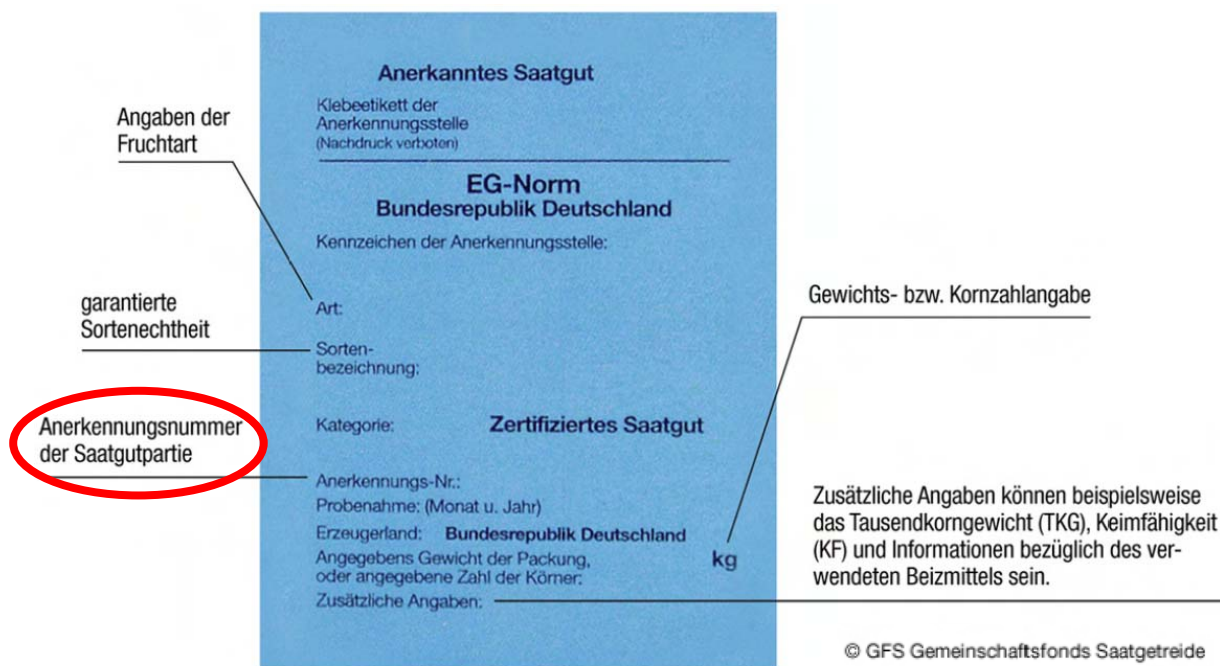 Anerkanntes Saatgut
Klebeetikett der
Anerkennungsstelle
(Nachdruck verboten)
EG-Norm
Bundesrepublik Deutschland
Kennzeichen der Anerkennungsstelle:
Art:
Sorten-
bezeichnung:
Kategorie: Zertifiziertes Saatgut
Anerkennungs-Nr.:
Probenahme: (Monat u. Jahr)
Erzeugerland: Bundesrepublik Deutschland
Angegebens Gewicht der Packung,
oder angegebene Zahl der Körner: kg
Zusätzliche Angaben:
Angaben der
Fruchtart
garantierte
Sortenechtheit
Anerkennungsnummer
der Saatgutpartie
Gewichts- bzw. Kornzahlangabe
Zusätzliche Angaben können beispielsweise
das Tausendkorngewicht (TKG), Keimfähigkeit
(KF) und Informationen bezüglich des ver-
wendeten Beizmittels sein.
© GFS Gemeinschaftsfonds Saatgetreide